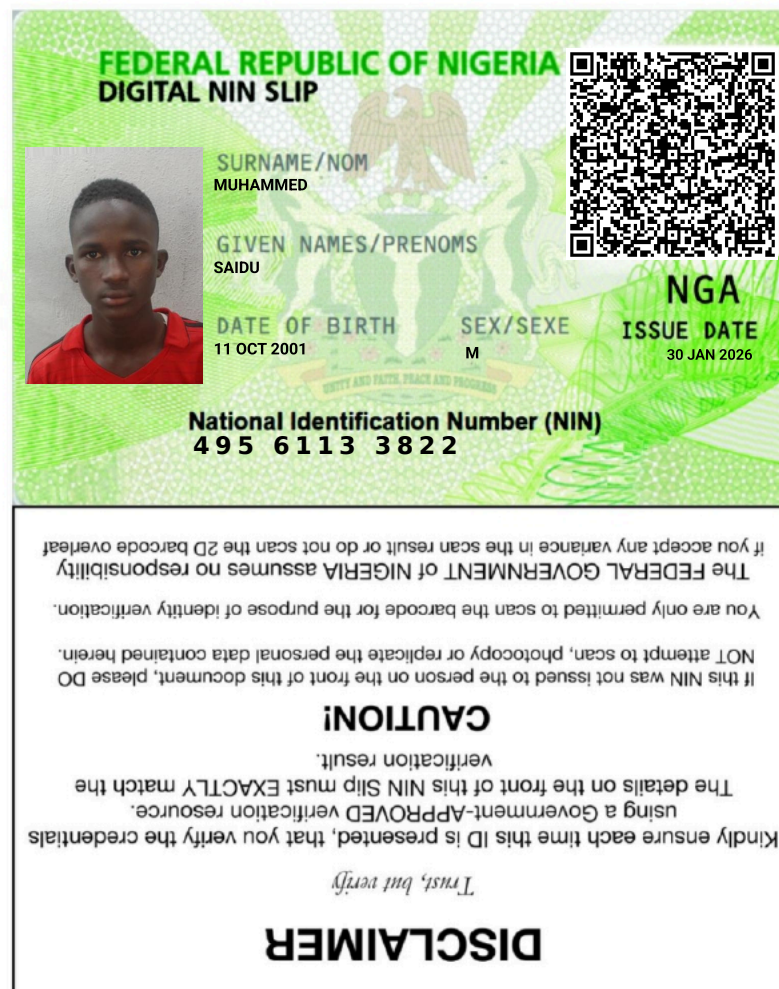 FEDERAL REPUBLIC OF NIGERIA
DIGITAL NIN SLIP
SURNAME/NOM
MUHAMMED
GIVEN NAMES/PRENOMS
SAIDU
DATE OF BIRTH
11 OCT 2001
SEX/SEXE
M
NGA
ISSUE DATE
30 JAN 2026
UNITY AND FAITH, PEACE AND PROGRESS
National Identification Number (NIN)
495 6113 3822
DISCLAIMER
Trust, but verify
Kindly ensure each time this ID is presented, that you verify the credentials
using a Government-APPROVED verification resource.
The details on the front of this NIN Slip must EXACTLY match the
verification result.
CAUTION!
If this NIN was not issued to the person on the front of this document, please DO
NOT attempt to scan, photocopy or replicate the personal data contained herein.
You are only permitted to scan the barcode for the purpose of identity verification.
The FEDERAL GOVERNMENT of NIGERIA assumes no responsibility
if you accept any variance in the scan result or do not scan the 2D barcode overleaf